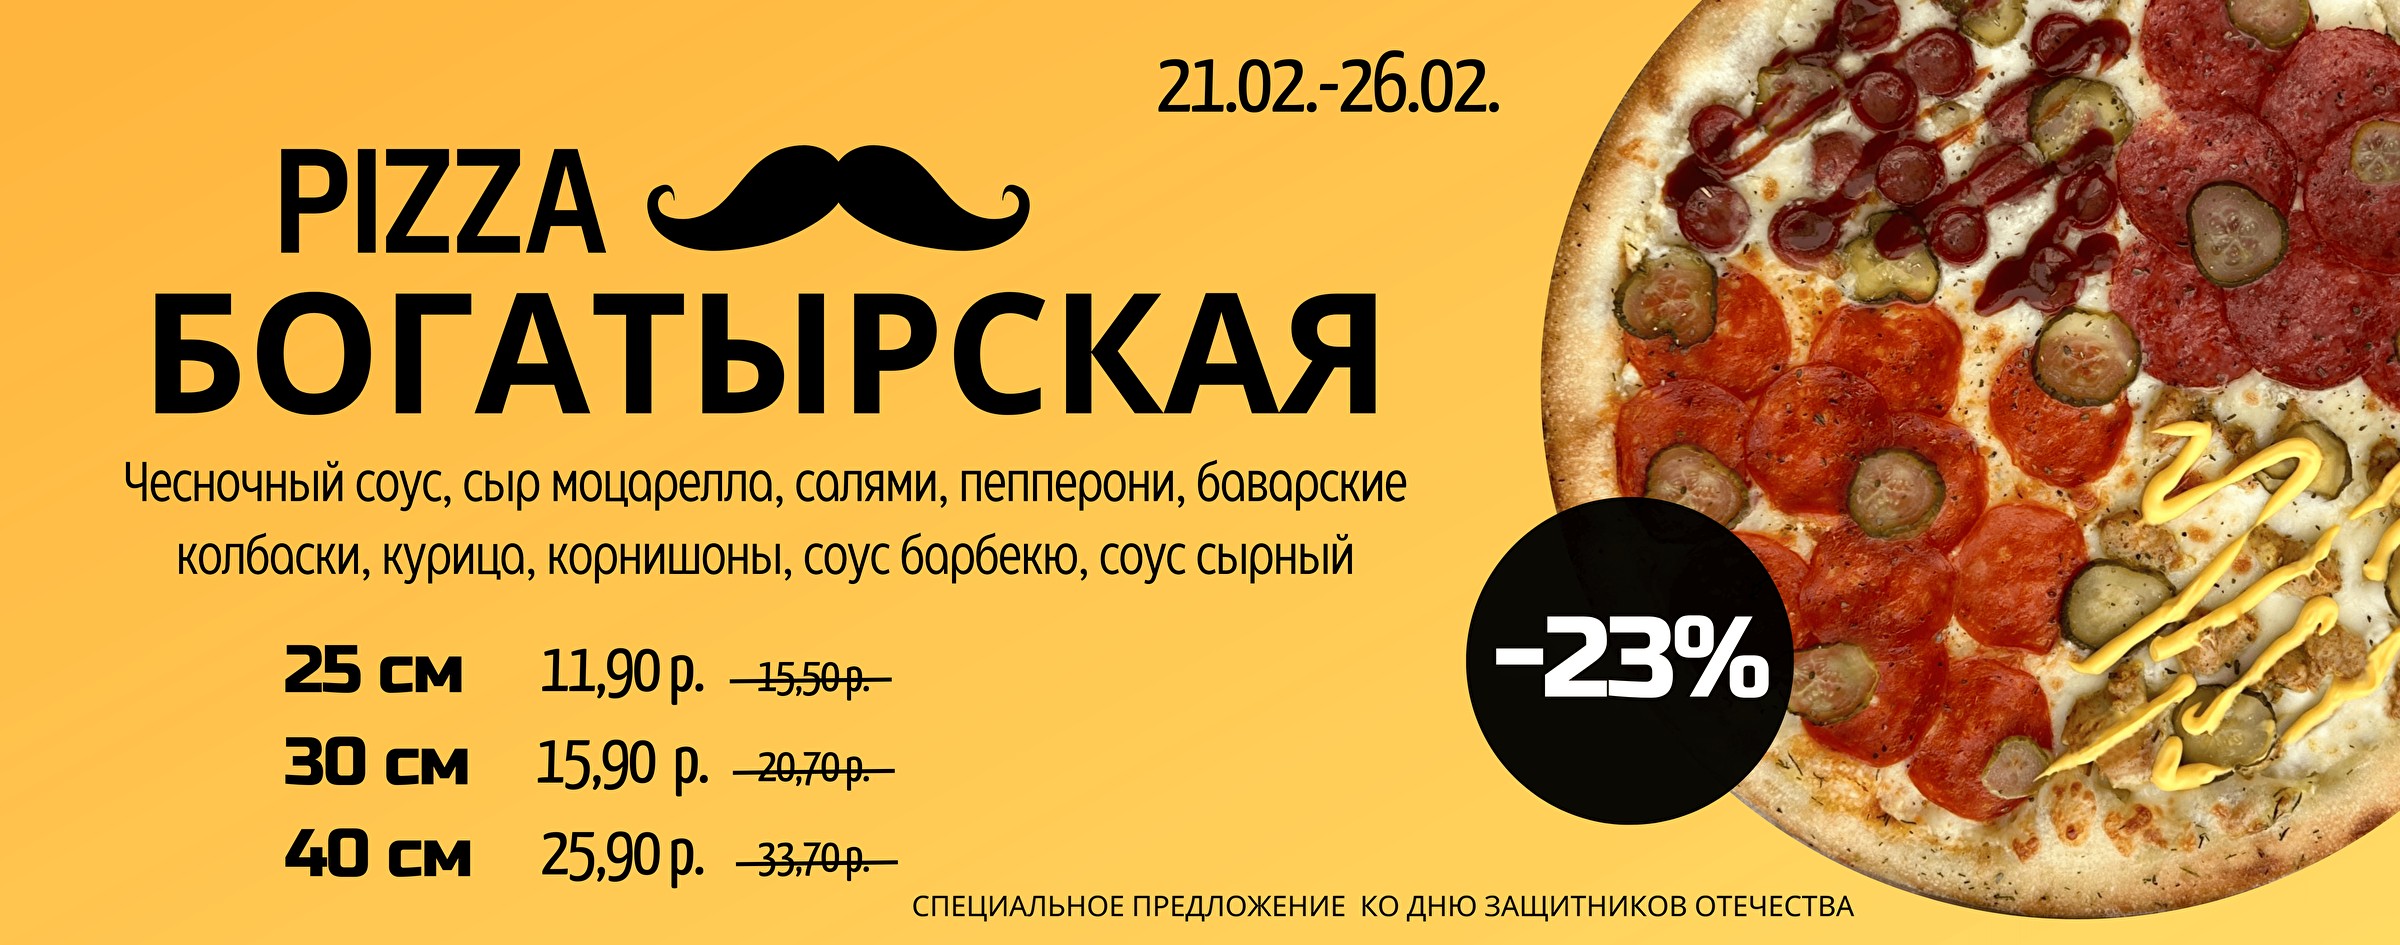 21.02.-26.02.
PIZZA
БОГАТЫРСКАЯ
Чесночный соус, сыр моцарелла, салями, пепперони, баварские
колбаски, курица, корнишоны, соус барбекю, соус сырный
25 см 11,90 р. 15,50 р.
30 см 15,90 р. 20,70 р.
40 см 25,90 р. 33,70 р.
-23%
СПЕЦИАЛЬНОЕ ПРЕДЛОЖЕНИЕ КО ДНЮ ЗАЩИТНИКОВ ОТЕЧЕСТВА